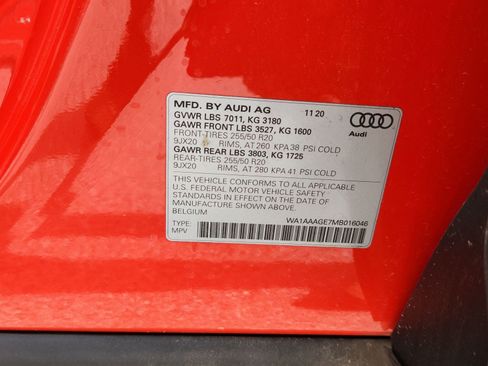 MFD. BY AUDI AG 11 20
GVWR LBS 7011, KG 3180
GAWR FRONT LBS 3527, KG 1600
FRONT-TIRES 255/50 R20
9JX20 RIMS, AT 260 KPA 38 PSI COLD
GAWR REAR LBS 3803, KG 1725
REAR-TIRES 255/50 R20
9JX20 RIMS, AT 280 KPA 41 PSI COLD
Audi
THIS VEHICLE CONFORMS TO ALL APPLICABLE
U.S. FEDERAL MOTOR VEHICLE SAFETY
STANDARDS IN EFFECT ON THE DATE OF
MANUFACTURE SHOWN ABOVE.
BELGIUM WA1AAAGE7MB016046
TYPE:
MPV